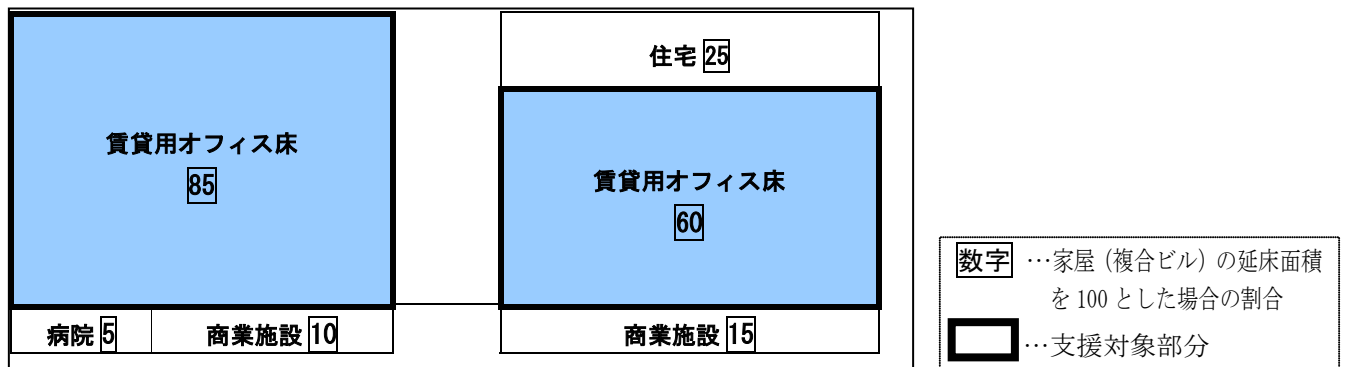 賃貸用オフィス床
85
病院 5
商業施設 10
住宅 25
賃貸用オフィス床
60
商業施設 15
数字 …家屋（複合ビル）の延床面積
を 100 とした場合の割合
…支援対象部分